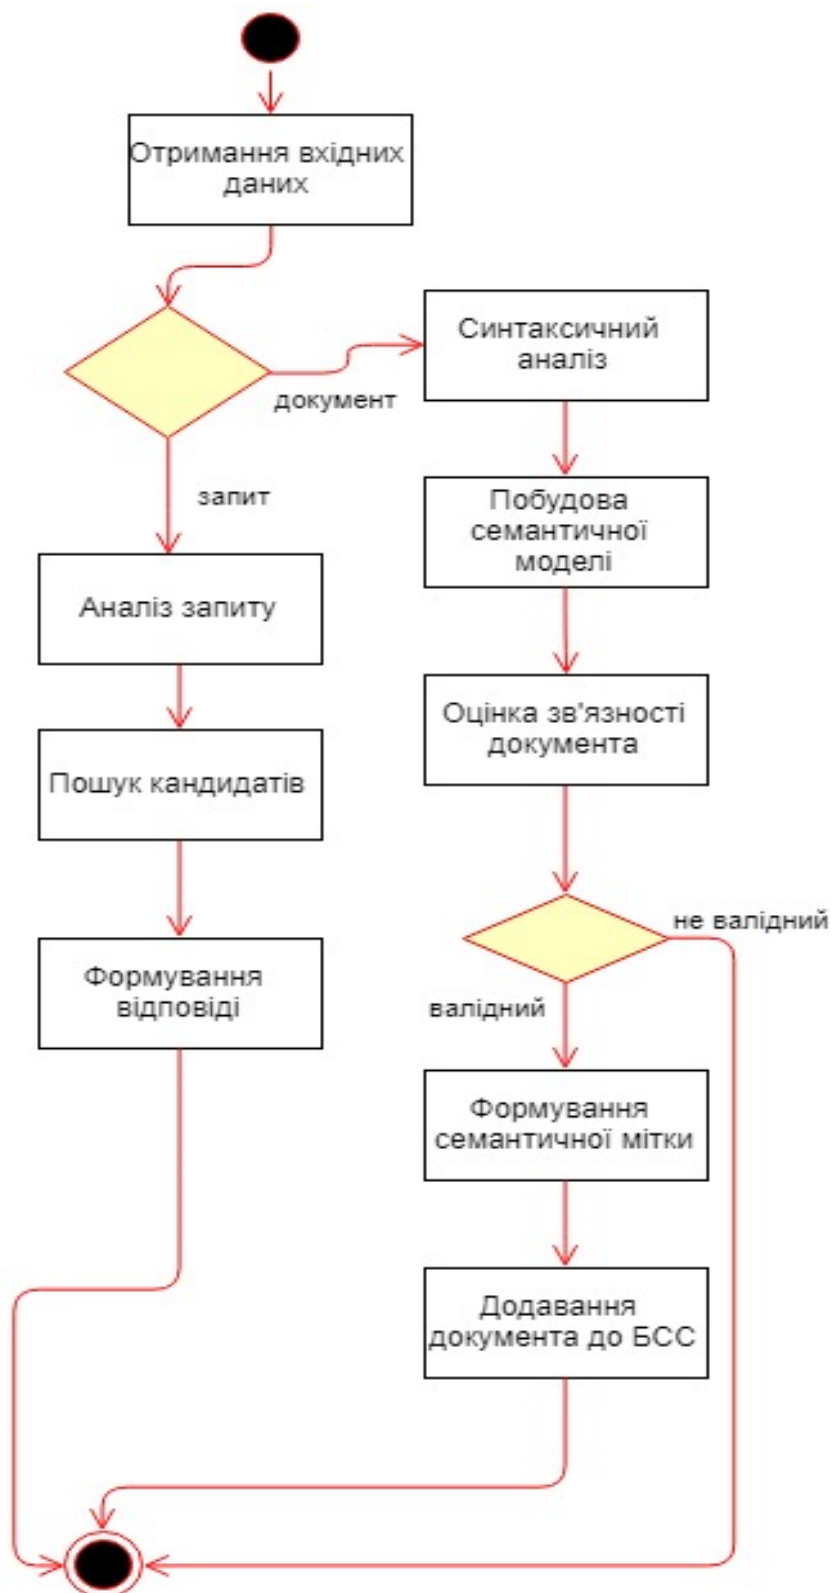 Отримання вхідних
даних
документ
запит
Аналіз запиту
Пошук кандидатів
Формування
відповіді
Синтаксичний
аналіз
Побудова
семантичної
моделі
Оцінка зв'язності
документа
не валідний
валідний
Формування
семантичної мітки
Додавання
документа до БСС